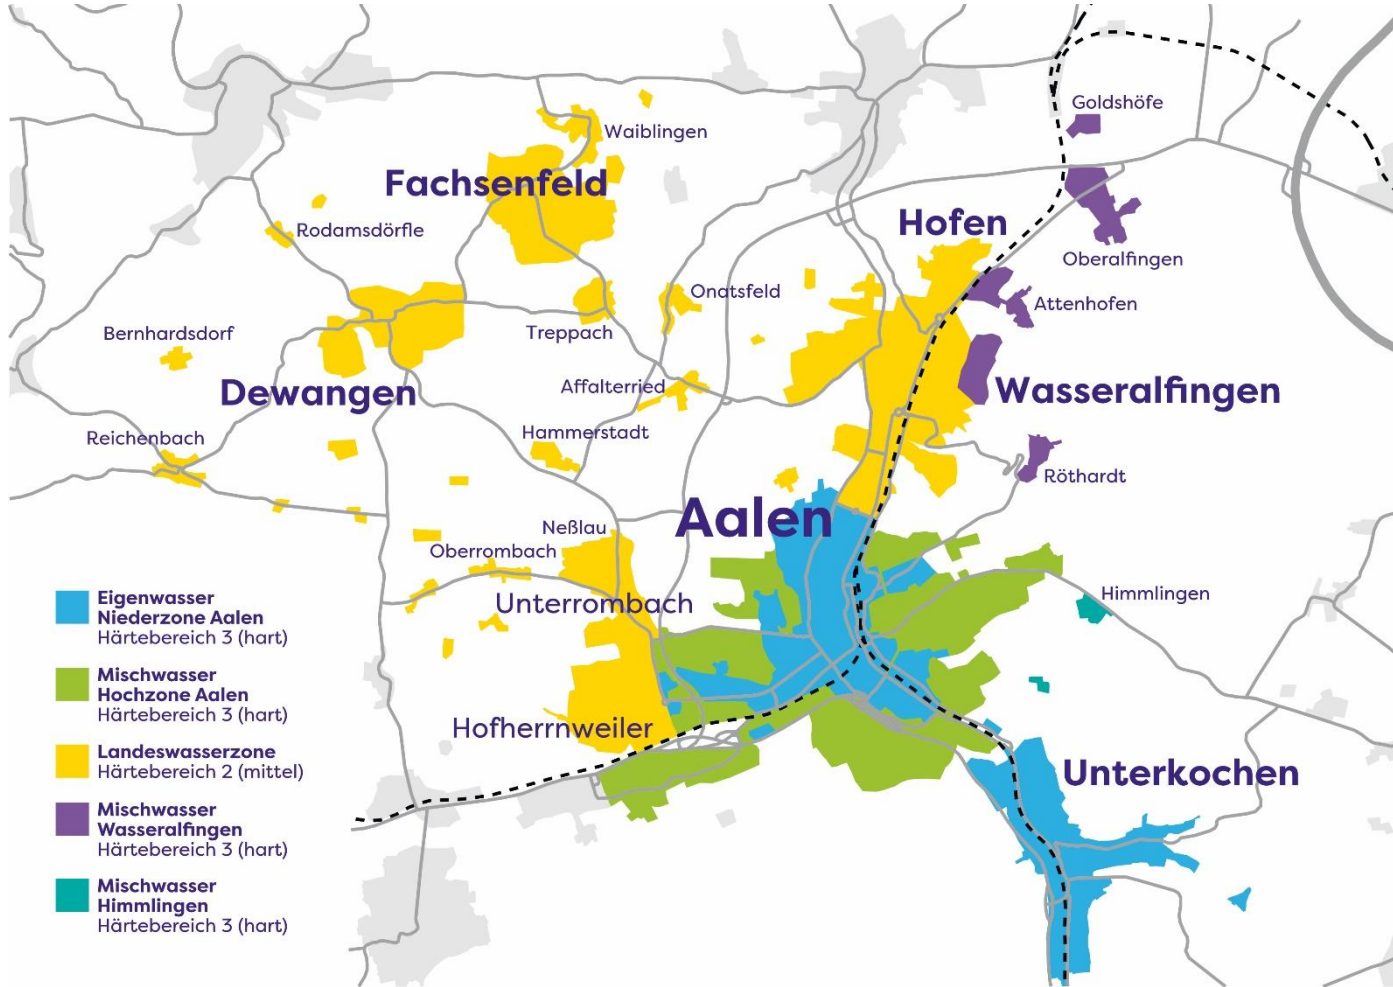 Goldshöfe
Waiblingen
Fachsenfeld
Hofen
Rodamsdörfle
Oberalfingen
Onatsfeld
Attenhofen
Bernhardsdorf
Treppach
Dewangen
Affalterried
Wasseralfingen
Reichenbach
Hammerstadt
Röthardt
Aalen
Neßlau
Oberrombach
Himmlingen
Unterrombach
Hofherrnweiler
Unterkochen
Eigenwasser
Niederzone Aalen
Härtebereich 3 (hart)
Mischwasser
Hochzone Aalen
Härtebereich 3 (hart)
Landeswasserzone
Härtebereich 2 (mittel)
Mischwasser
Wasseralfingen
Härtebereich 3 (hart)
Mischwasser
Himmlingen
Härtebereich 3 (hart)